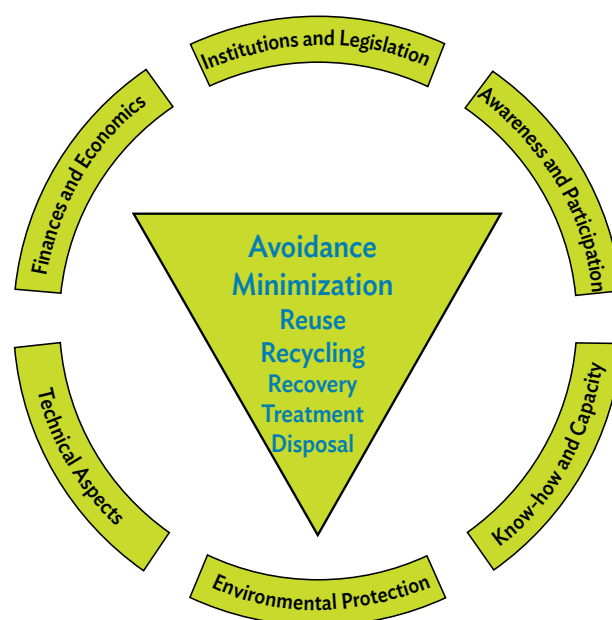 Institutions and Legislation
Awareness and Participation
Know-how and Capacity
Environmental Protection
Technical Aspects
Finances and Economics
Avoidance
Minimization
Reuse
Recycling
Recovery
Treatment
Disposal